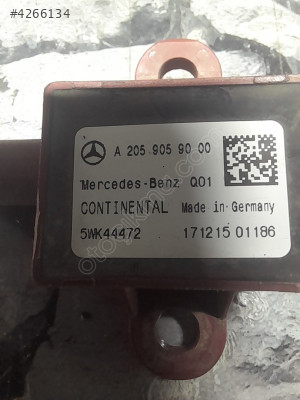 #4266134
A 205 905 90 00
Mercedes-Benz Q01
CONTINENTAL Made in Germany
5WK44472 171215 01186